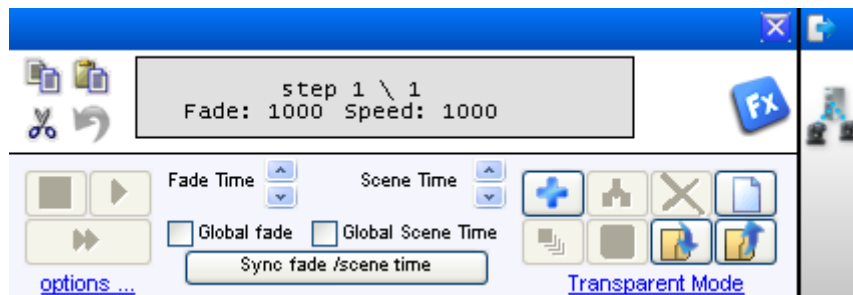 step 1 \ 1
Fade: 1000 Speed: 1000
Fx
Fade Time
Scene Time
Global fade
Global Scene Time
Sync fade /scene time
options ...
Transparent Mode